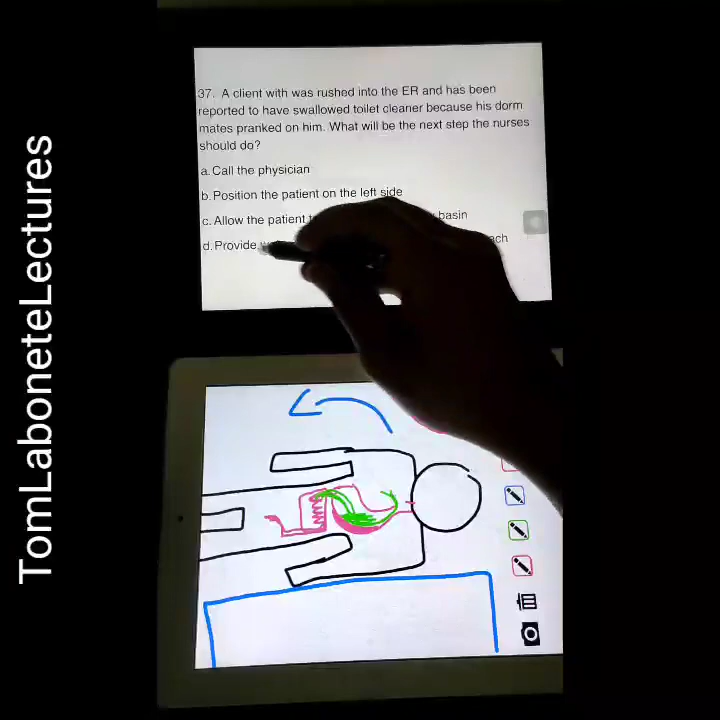 TomLaboneteLectures
37. A client with was rushed into the ER and has been
reported to have swallowed toilet cleaner because his dorm
mates pranked on him. What will be the next step the nurses
should do?
a. Call the physician
b. Position the patient on the left side
c. Allow the patient basin
d. Provide